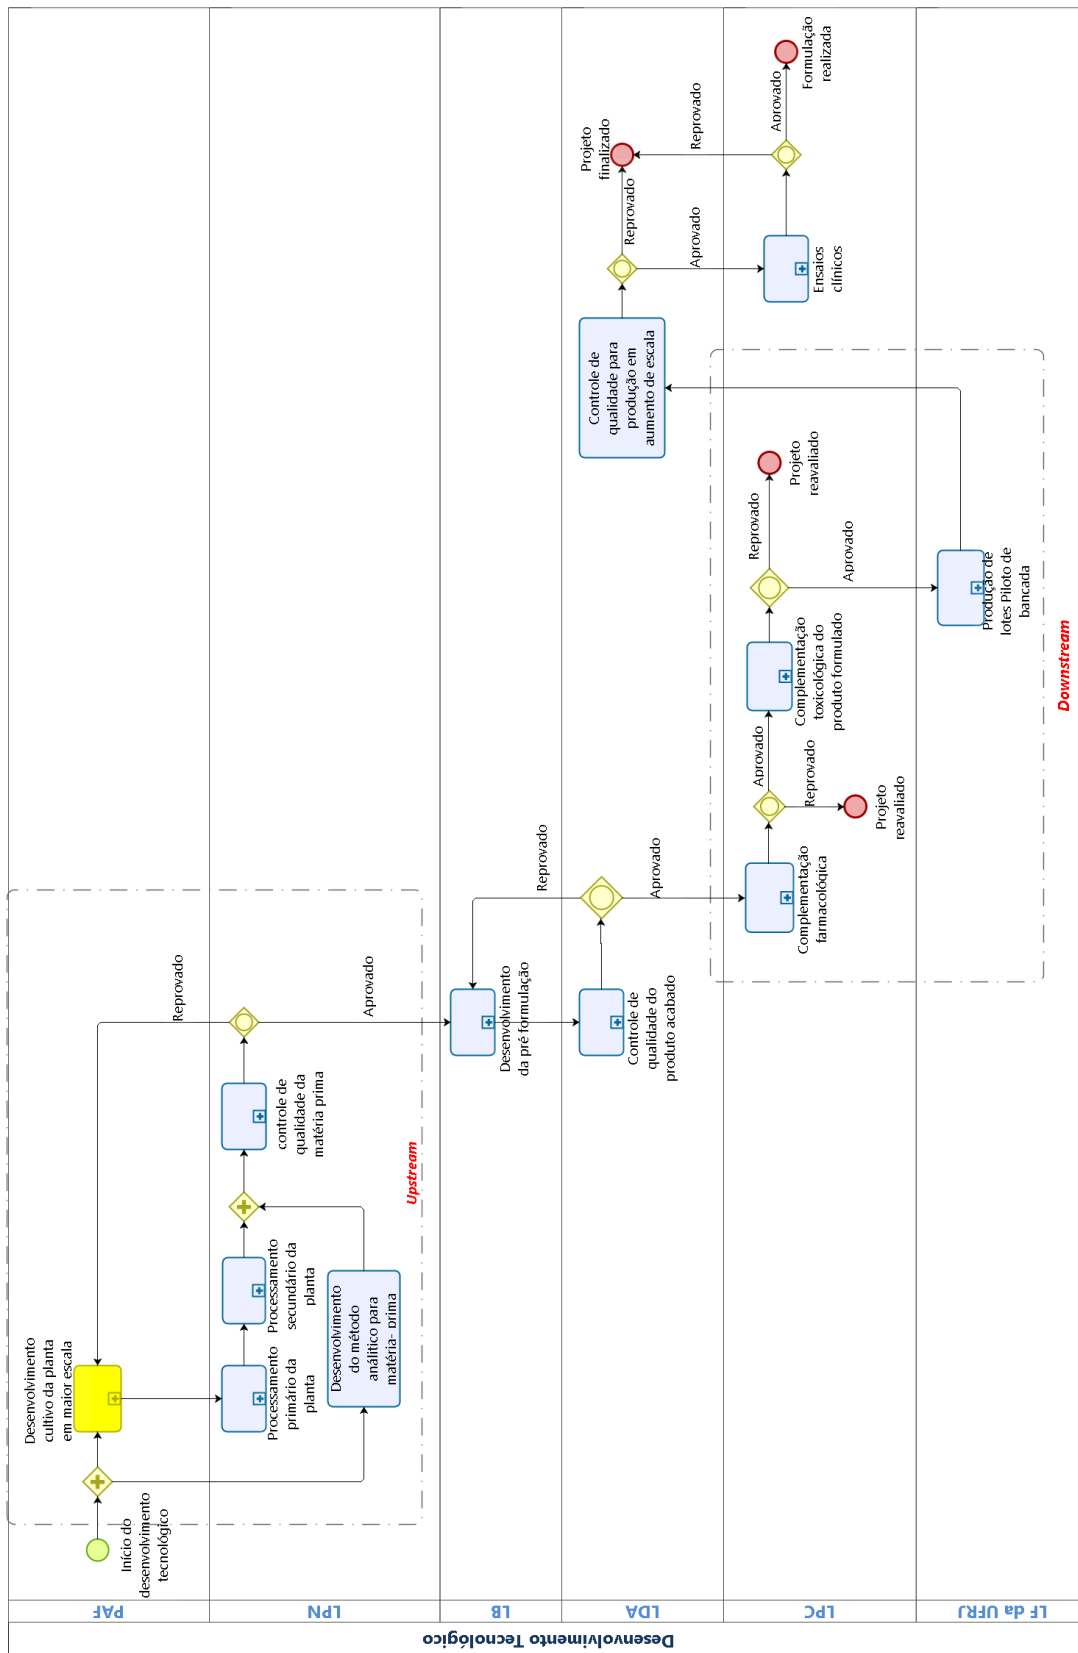 Desenvolvimento Tecnológico
PAF
LPN
LB
LDA
LPC
LF da UFRJ
Início do
desenvolvimento
tecnológico
Desenvolvimento
cultivo da planta
em maior escala
Processamento
primário da
planta
Processamento
secundário da
planta
Desenvolvimento
do método
análitico para
matéria- prima
controle de
qualidade da
matéria prima
Reprovado
Aprovado
Upstream
Desenvolvimento
da pré formulação
Controle de
qualidade do
produto acabado
Reprovado
Aprovado
Complementação
farmacológica
Aprovado
Reprovado
Projeto
reavaliado
Complementação
toxicológica do
produto formulado
Reprovado
Projeto
reavaliado
Aprovado
Produção de
lotes Piloto de
bancada
Downstream
Controle de
qualidade para
produção em
aumento de escala
Reprovado
Projeto
finalizado
Aprovado
Ensaios
clínicos
Reprovado
Aprovado
Formulação
realizada